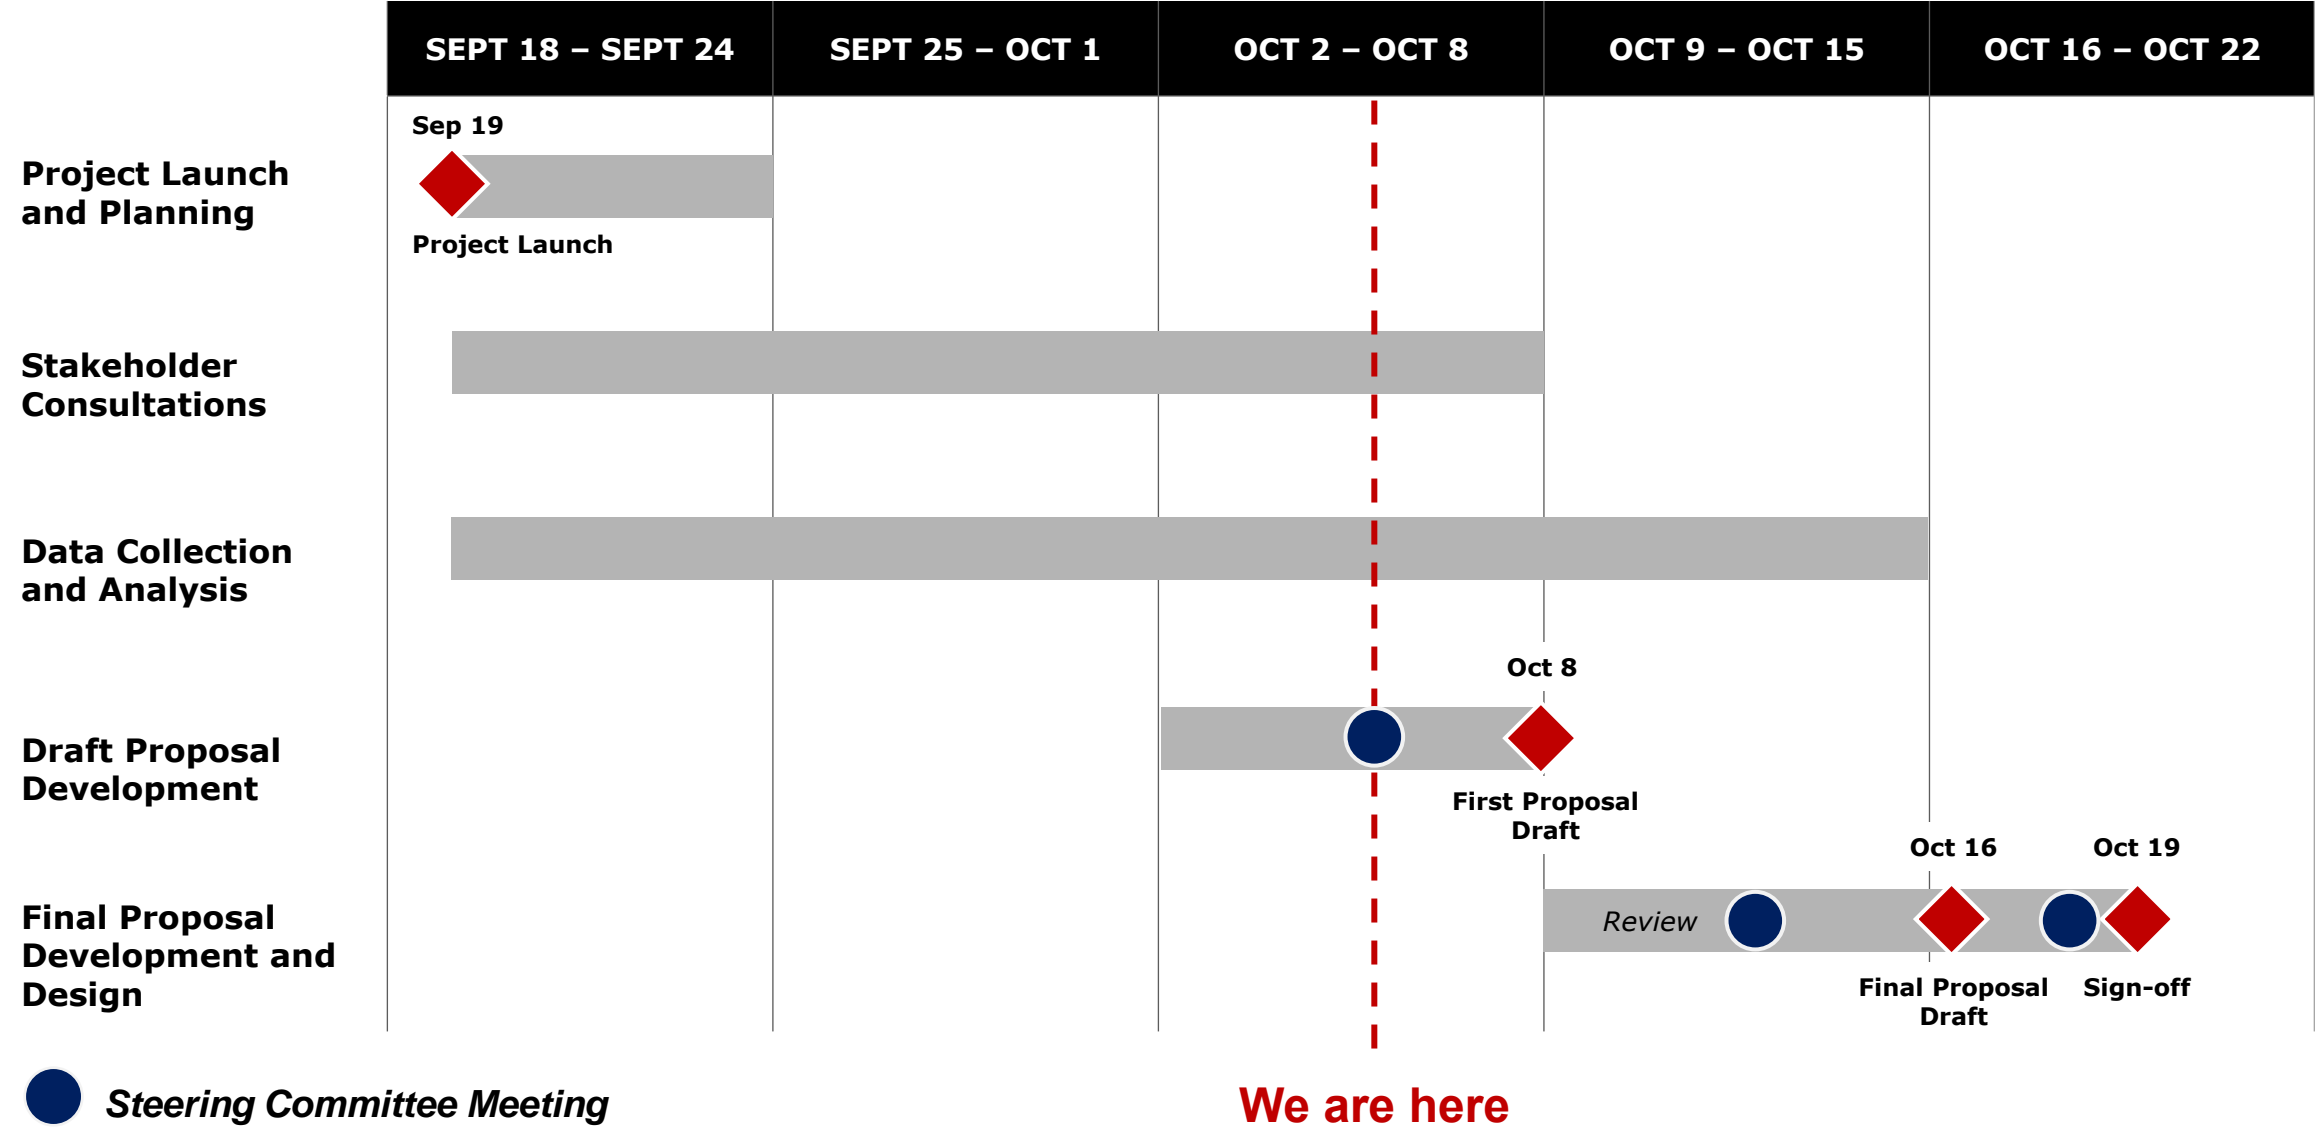 SEPT 18 – SEPT 24
SEPT 25 – OCT 1
OCT 2 – OCT 8
OCT 9 – OCT 15
OCT 16 – OCT 22
Project Launch
and Planning
Sep 19
Project Launch
Stakeholder
Consultations
Data Collection
and Analysis
Draft Proposal
Development
Oct 8
First Proposal
Draft
Final Proposal
Development and
Design
Review
Oct 16
Final Proposal
Draft
Oct 19
Sign-off
Steering Committee Meeting
We are here